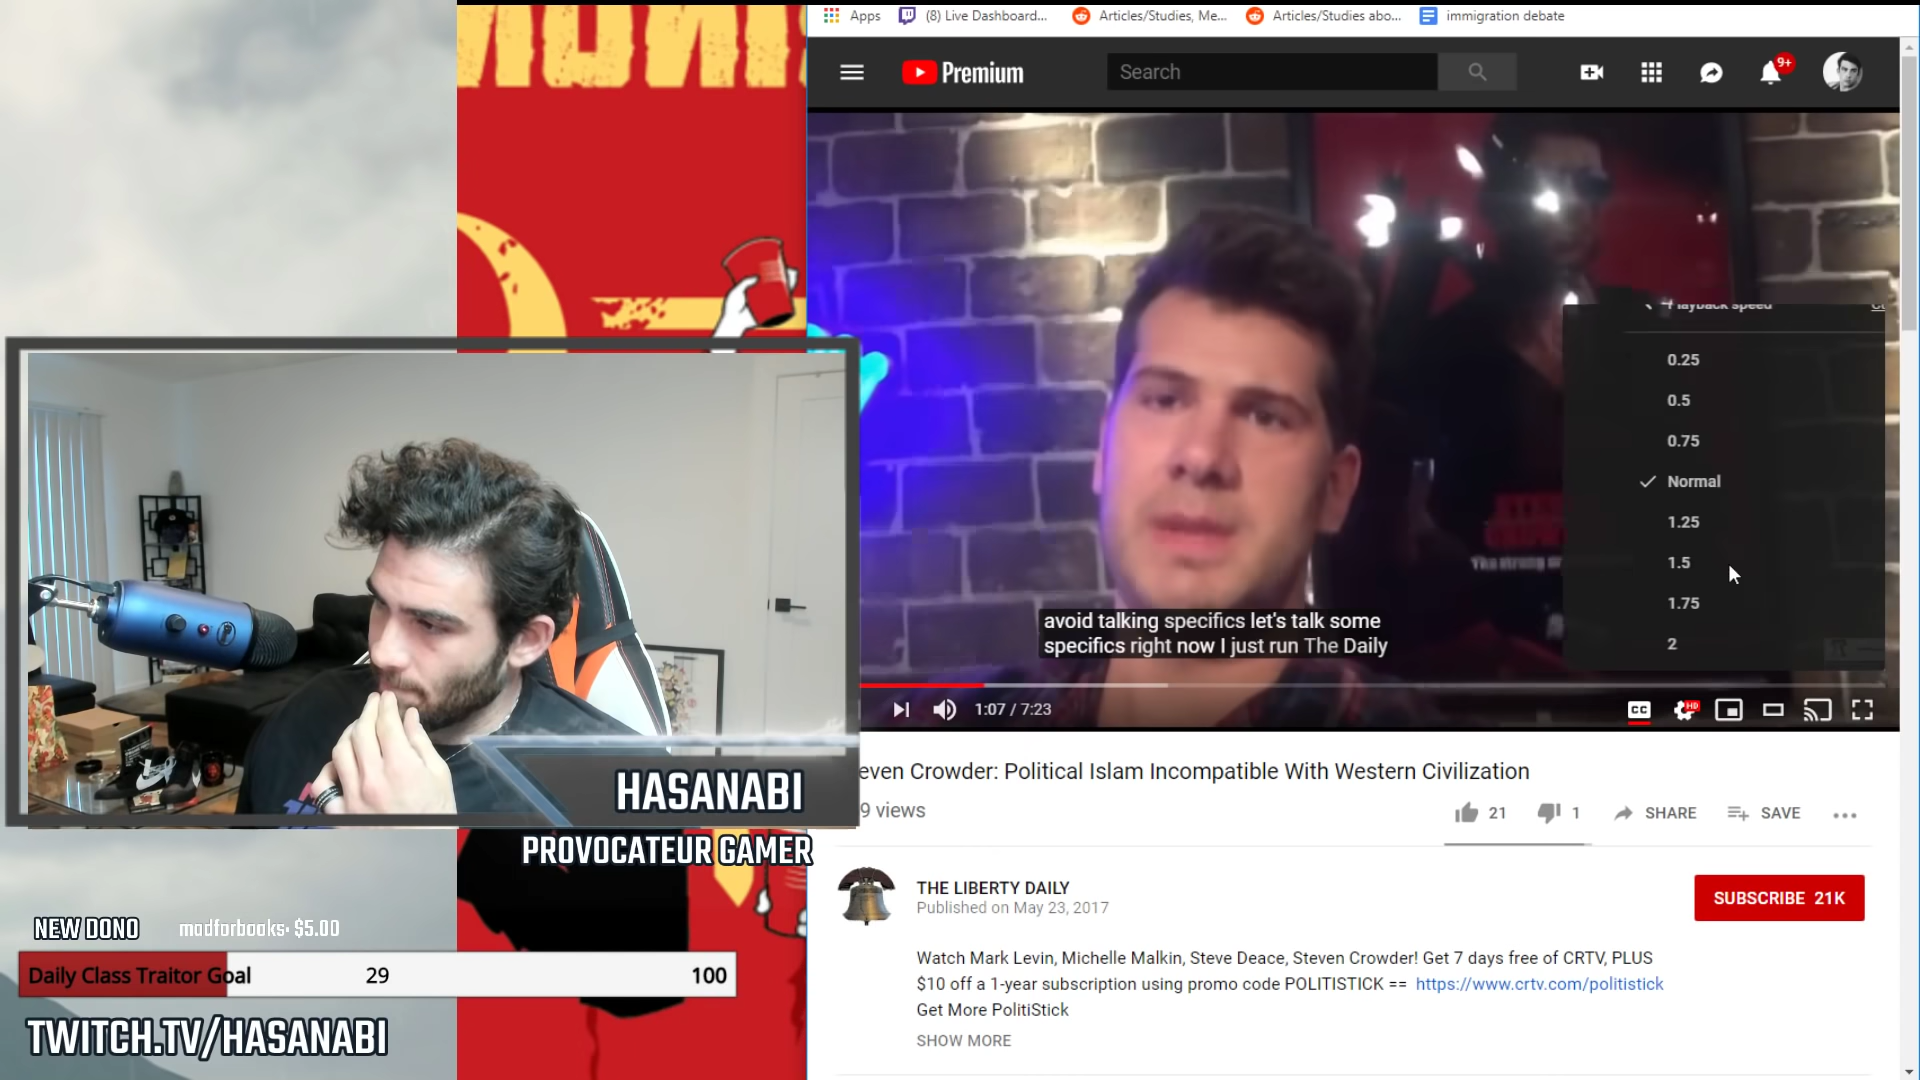 Apps
(8) Live Dashboard...
Articles/Studies, Me...
Articles/Studies abo...
immigration debate
Premium
Search
9+
Playback speed
0.25
0.5
0.75
Normal
1.25
1.5
1.75
2
avoid talking specifics let's talk some
specifics right now I just run The Daily
1:07 / 7:23
CC
HD
even Crowder: Political Islam Incompatible With Western Civilization
9 views
21
1
SHARE
SAVE
THE LIBERTY DAILY
Published on May 23, 2017
SUBSCRIBE 21K
Watch Mark Levin, Michelle Malkin, Steve Deace, Steven Crowder! Get 7 days free of CRTV, PLUS
$10 off a 1-year subscription using promo code POLITISTICK == https://www.crtv.com/politistick
Get More PolitiStick
SHOW MORE
HASANABI
PROVOCATEUR GAMER
NEW DONO
madforbooks: $5.00
Daily Class Traitor Goal
29
100
TWITCH.TV/HASANABI